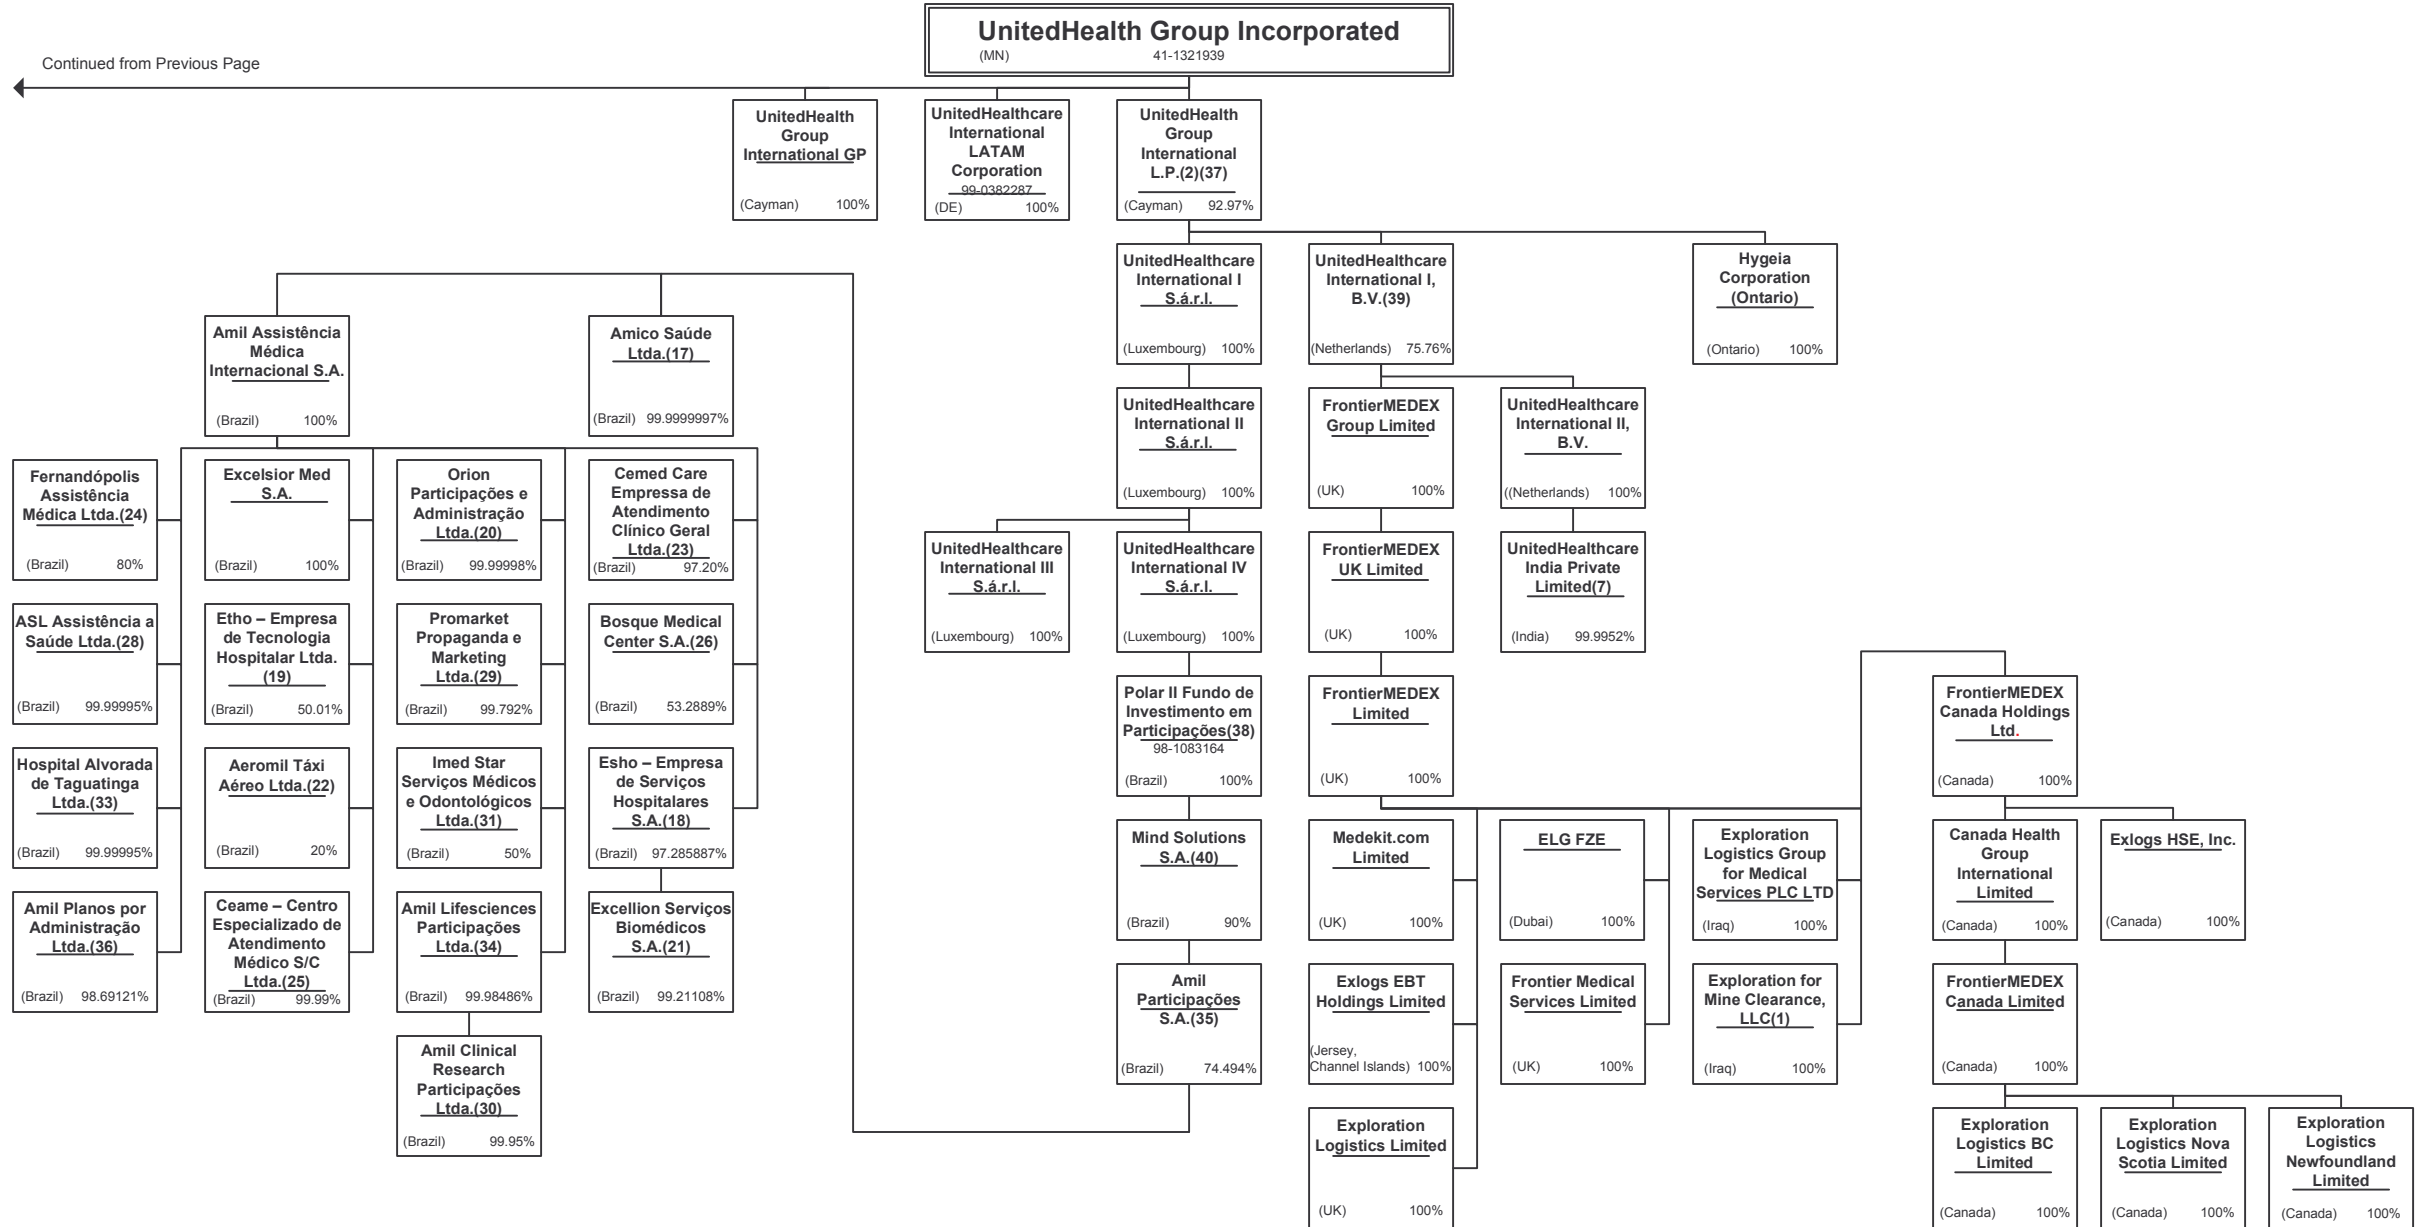 UnitedHealth Group Incorporated
(MN) 41-1321939
Continued from Previous Page
UnitedHealth
Group
International GP
(Cayman) 100%
UnitedHealthcare
International
LATAM
Corporation
99-0382287
(DE) 100%
UnitedHealth
Group
International
L.P.(2)(37)
(Cayman) 92.97%
UnitedHealthcare
International I
S.á.r.l.
(Luxembourg) 100%
UnitedHealthcare
International I,
B.V.(39)
(Netherlands) 75.76%
Hygeia
Corporation
(Ontario)
(Ontario) 100%
Amil Assistência
Médica
Internacional S.A.
(Brazil) 100%
Amico Saúde
Ltda.(17)
(Brazil) 99.9999997%
UnitedHealthcare
International II
S.á.r.l.
(Luxembourg) 100%
FrontierMEDEX
Group Limited
(UK) 100%
UnitedHealthcare
International II,
B.V.
((Netherlands) 100%
Fernandópolis
Assistência
Médica Ltda.(24)
(Brazil) 80%
Excelsior Med
S.A.
(Brazil) 100%
Orion
Participações e
Administração
Ltda.(20)
(Brazil) 99.99998%
Cemed Care
Empressa de
Atendimento
Clínico Geral
Ltda.(23)
(Brazil) 97.20%
UnitedHealthcare
International III
S.á.r.l.
(Luxembourg) 100%
UnitedHealthcare
International IV
S.á.r.l.
(Luxembourg) 100%
FrontierMEDEX
UK Limited
(UK) 100%
UnitedHealthcare
India Private
Limited(7)
(India) 99.9952%
ASL Assistência a
Saúde Ltda.(28)
(Brazil) 99.99995%
Etho – Empresa
de Tecnologia
Hospitalar Ltda.
(19)
(Brazil) 50.01%
Promarket
Propaganda e
Marketing
Ltda.(29)
(Brazil) 99.792%
Bosque Medical
Center S.A.(26)
(Brazil) 53.2889%
Polar II Fundo de
Investimento em
Participações(38)
98-1083164
(Brazil) 100%
FrontierMEDEX
Limited
(UK) 100%
FrontierMEDEX
Canada Holdings
Ltd.
(Canada) 100%
Hospital Alvorada
de Taguatinga
Ltda.(33)
(Brazil) 99.99995%
Aeromil Táxi
Aéreo Ltda.(22)
(Brazil) 20%
Imed Star
Serviços Médicos
e Odontológicos
Ltda.(31)
(Brazil) 50%
Esho – Empresa
de Serviços
Hospitalares
S.A.(18)
(Brazil) 97.285887%
Mind Solutions
S.A.(40)
(Brazil) 90%
Medekit.com
Limited
(UK) 100%
ELG FZE
(Dubai) 100%
Exploration
Logistics Group
for Medical
Services PLC LTD
(Iraq) 100%
Canada Health
Group
International
Limited
(Canada) 100%
Exlogs HSE, Inc.
(Canada) 100%
Amil Planos por
Administração
Ltda.(36)
(Brazil) 98.69121%
Ceame – Centro
Especializado de
Atendimento
Médico S/C
Ltda.(25)
(Brazil) 99.99%
Amil Lifesciences
Participações
Ltda.(34)
(Brazil) 99.98486%
Excellion Serviços
Biomédicos
S.A.(21)
(Brazil) 99.21108%
Amil
Participações
S.A.(35)
(Brazil) 74.494%
Exlogs EBT
Holdings Limited
(Jersey,
Channel Islands) 100%
Frontier Medical
Services Limited
(UK) 100%
Exploration for
Mine Clearance,
LLC(1)
(Iraq) 100%
FrontierMEDEX
Canada Limited
(Canada) 100%
Amil Clinical
Research
Participações
Ltda.(30)
(Brazil) 99.95%
Exploration
Logistics Limited
(UK) 100%
Exploration
Logistics BC
Limited
(Canada) 100%
Exploration
Logistics Nova
Scotia Limited
(Canada) 100%
Exploration
Logistics
Newfoundland
Limited
(Canada) 100%